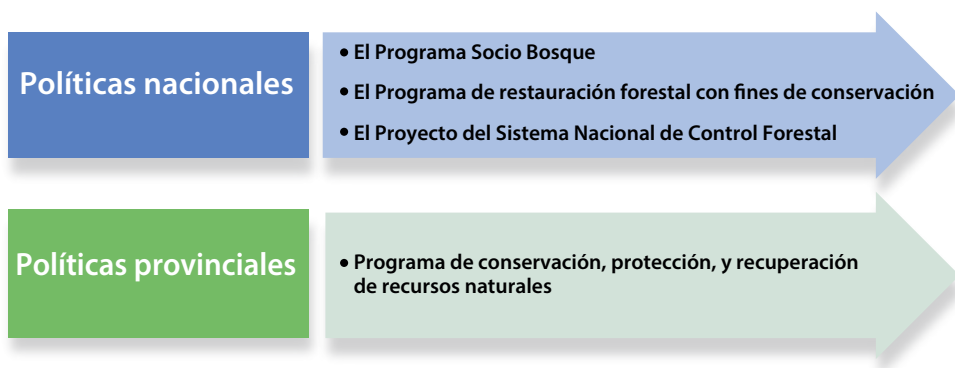 Políticas nacionales
• El Programa Socio Bosque
• El Programa de restauración forestal con fines de conservación
• El Proyecto del Sistema Nacional de Control Forestal
Políticas provinciales
• Programa de conservación, protección, y recuperación
de recursos naturales